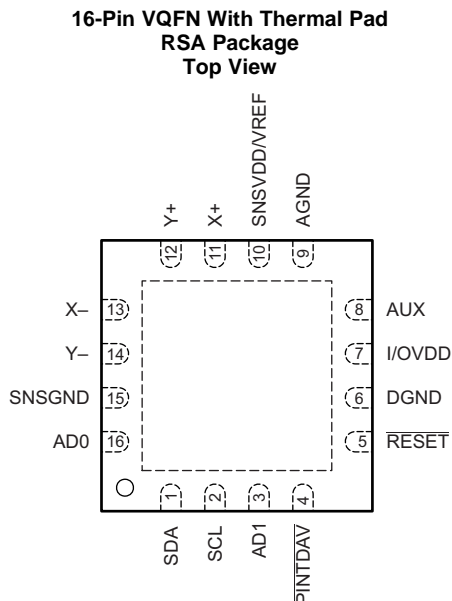 16-Pin VQFN With Thermal Pad
RSA Package
Top View
Y+
X+
SNSVDD/VREF
AGND
12
11
10
9
X–
13
8
AUX
Y–
14
7
I/OVDD
SNSGND
15
6
DGND
AD0
16
5
RESET
1
2
3
4
SDA
SCL
AD1
PINTDAV